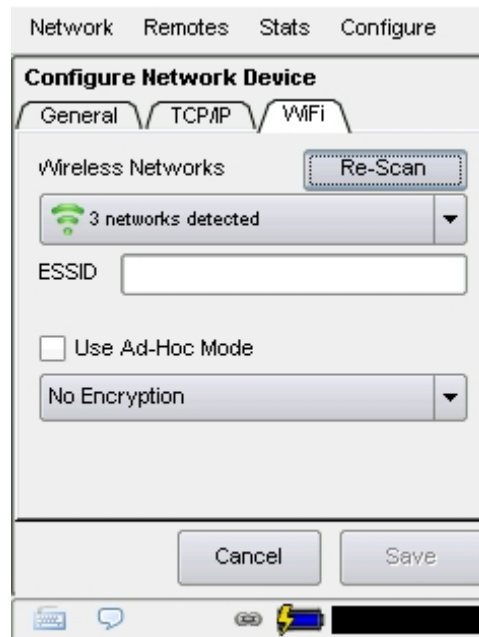 Network Remotes Stats Configure
Configure Network Device
General TCP/IP WiFi
Wireless Networks Re-Scan
3 networks detected
ESSID
Use Ad-Hoc Mode
No Encryption
Cancel Save